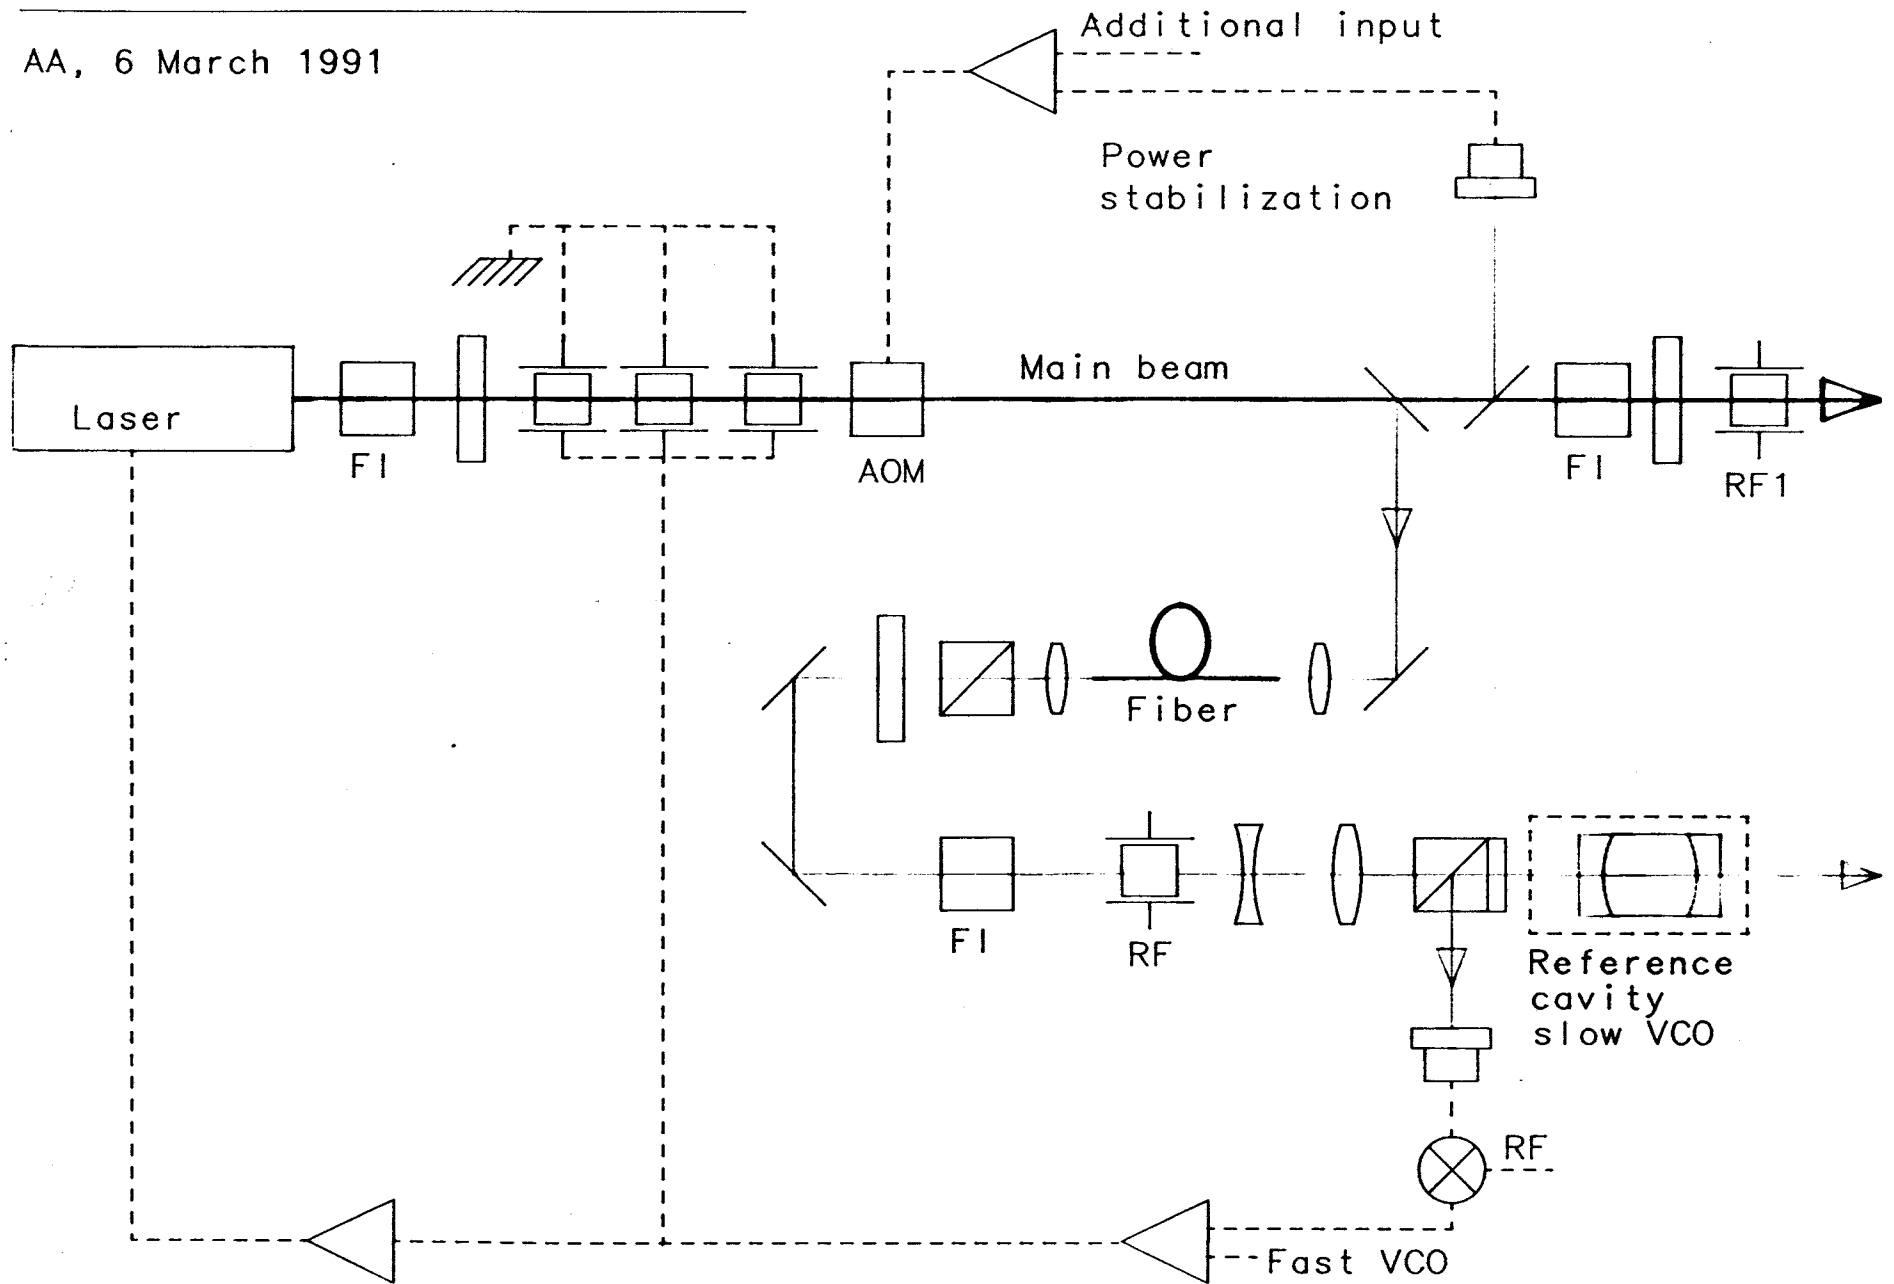 AA, 6 March 1991
Additional input
Power
stabilization
Main beam
Laser
FI
AOM
FI
RF1
Fiber
FI
RF
Reference
cavity
slow VCO
RF
Fast VCO